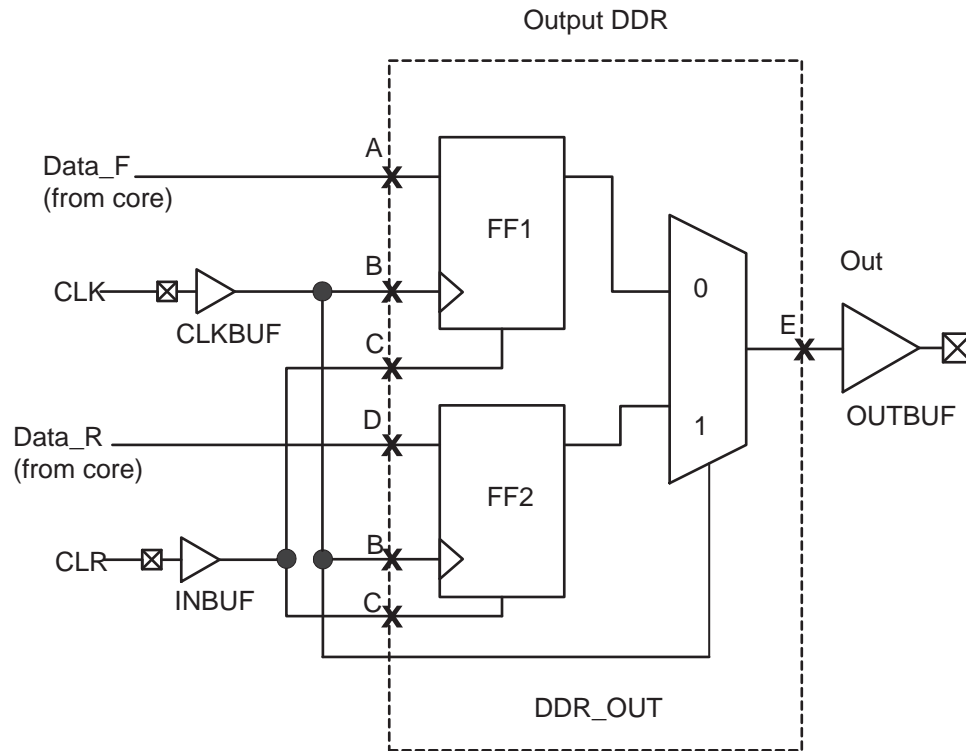 Output DDR
A
Data_F
(from core)
FF1
B
Out
CLK
0
CLKBUF
E
C
D
OUTBUF
Data_R
(from core)
1
FF2
B
CLR
C
INBUF
DDR_OUT